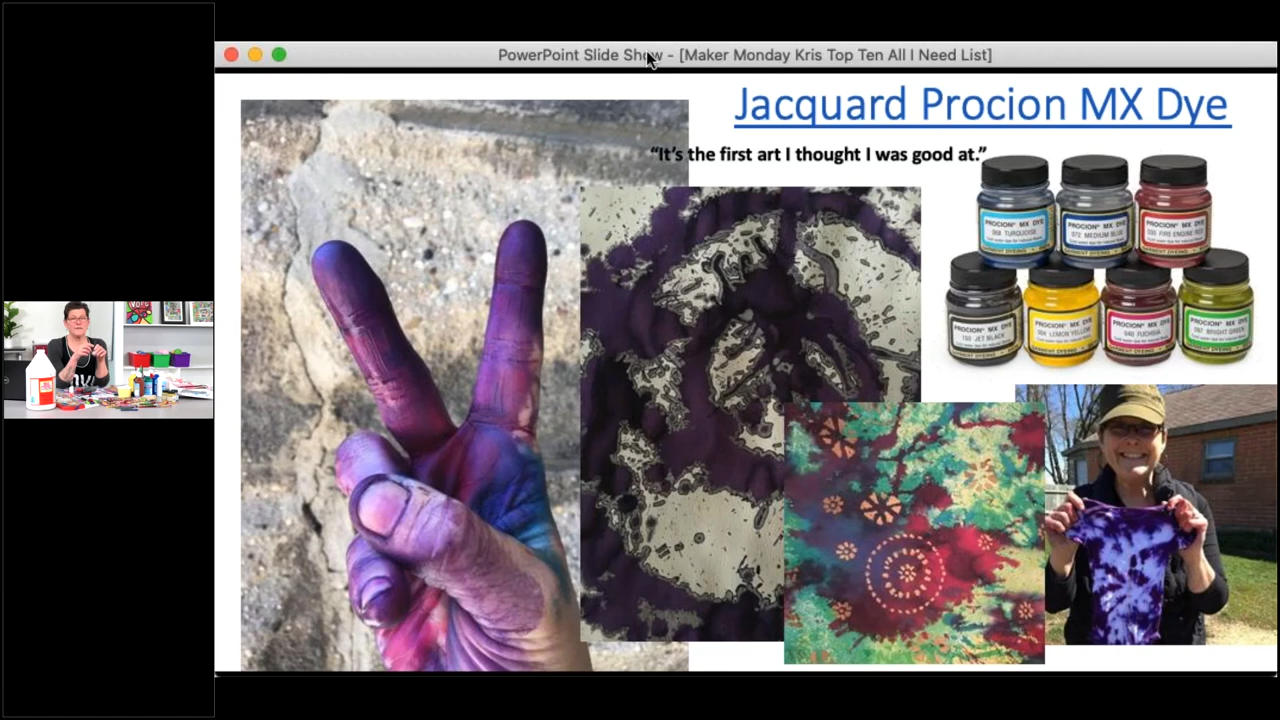 PowerPoint Slide Show - [Maker Monday Kris Top Ten All I Need List]
Jacquard Procion MX Dye
“It’s the first art I thought I was good at.”
PROCION® MX DYE
068 TURQUOISE
PROCION® MX DYE
072 MEDIUM BLUE
PROCION® MX DYE
030 FIRE ENGINE RED
PROCION® MX DYE
150 JET BLACK
PROCION® MX DYE
004 LEMON YELLOW
PROCION® MX DYE
040 FUCHSIA
PROCION® MX DYE
097 BRIGHT GREEN